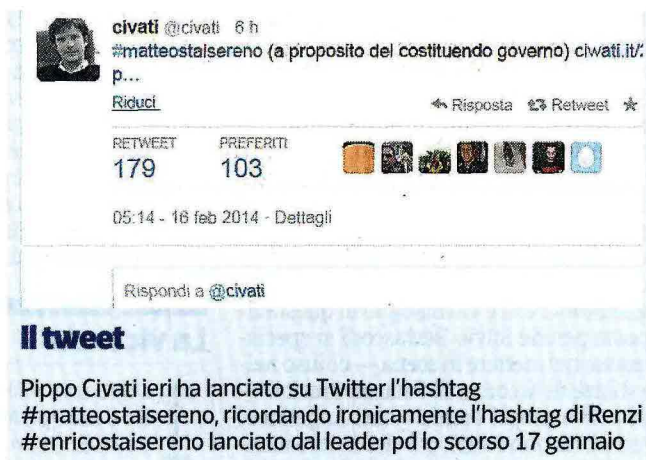 civati @civati 6 h
#matteostaisereno (a proposito del costituendo governo) ciwati.it/2
p...
Riduci Risposta Retweet
RETWEET PREFERITI
179 103
05:14 - 16 feb 2014 - Dettagli
Rispondi a @civati
Il tweet
Pippo Civati ieri ha lanciato su Twitter l'hashtag
#matteostaisereno, ricordando ironicamente l'hashtag di Renzi
#enricostaisereno lanciato dal leader pd lo scorso 17 gennaio